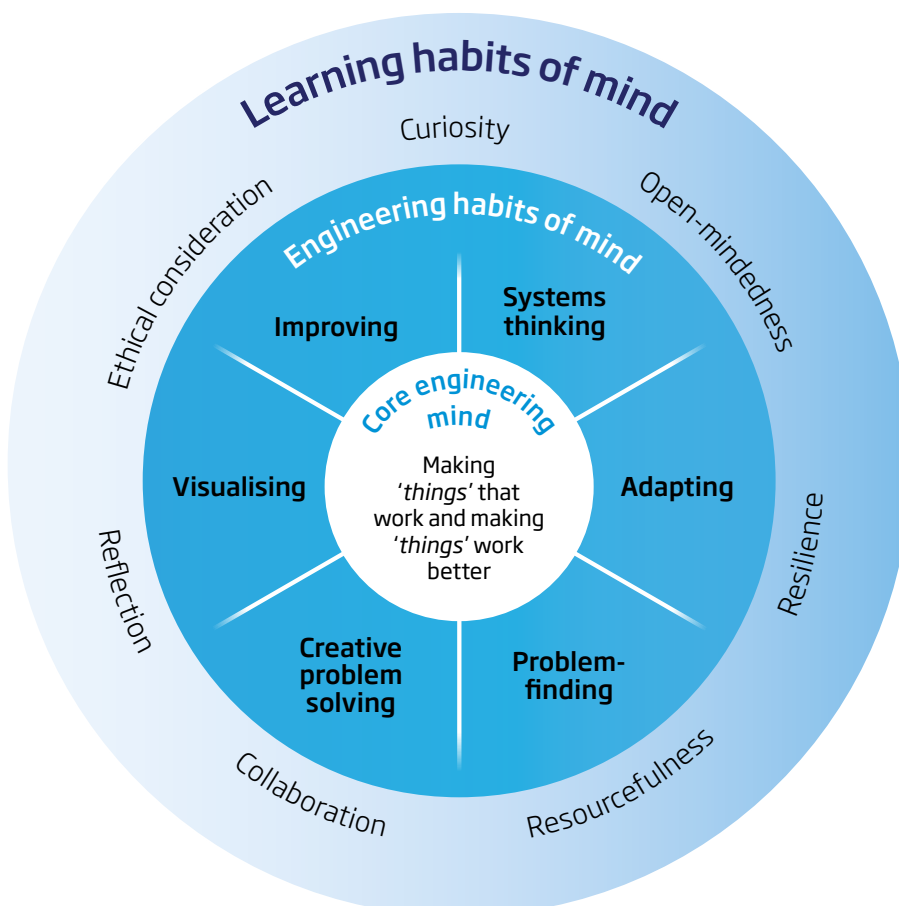 Learning habits of mind
Curiosity
Open-mindedness
Resilience
Resourcefulness
Collaboration
Reflection
Ethical consideration
Engineering habits of mind
Systems
thinking
Adapting
Problem-
finding
Creative
problem
solving
Visualising
Improving
Core engineering
mind
Making
‘things’ that
work and making
‘things’ work
better